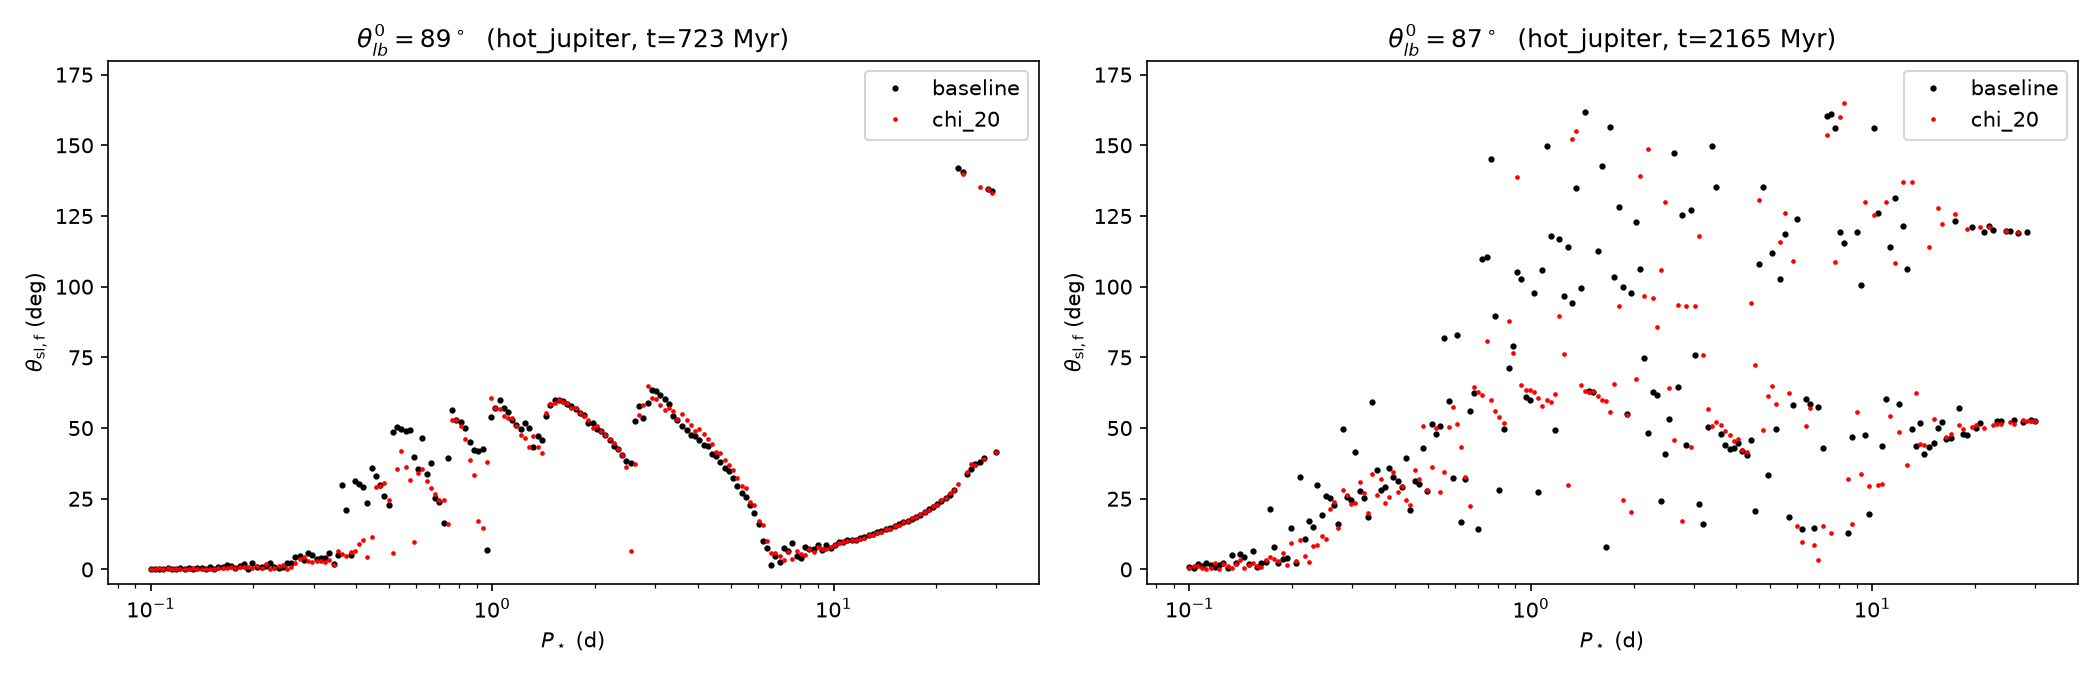 θ⁰_lb = 89° (hot_jupiter, t=723 Myr)
baseline
chi_20
θ_sl,f (deg)
175
150
125
100
75
50
25
0
10⁻¹
10⁰
10¹
P⋆ (d)
θ⁰_lb = 87° (hot_jupiter, t=2165 Myr)
baseline
chi_20
θ_sl,f (deg)
175
150
125
100
75
50
25
0
10⁻¹
10⁰
10¹
P⋆ (d)